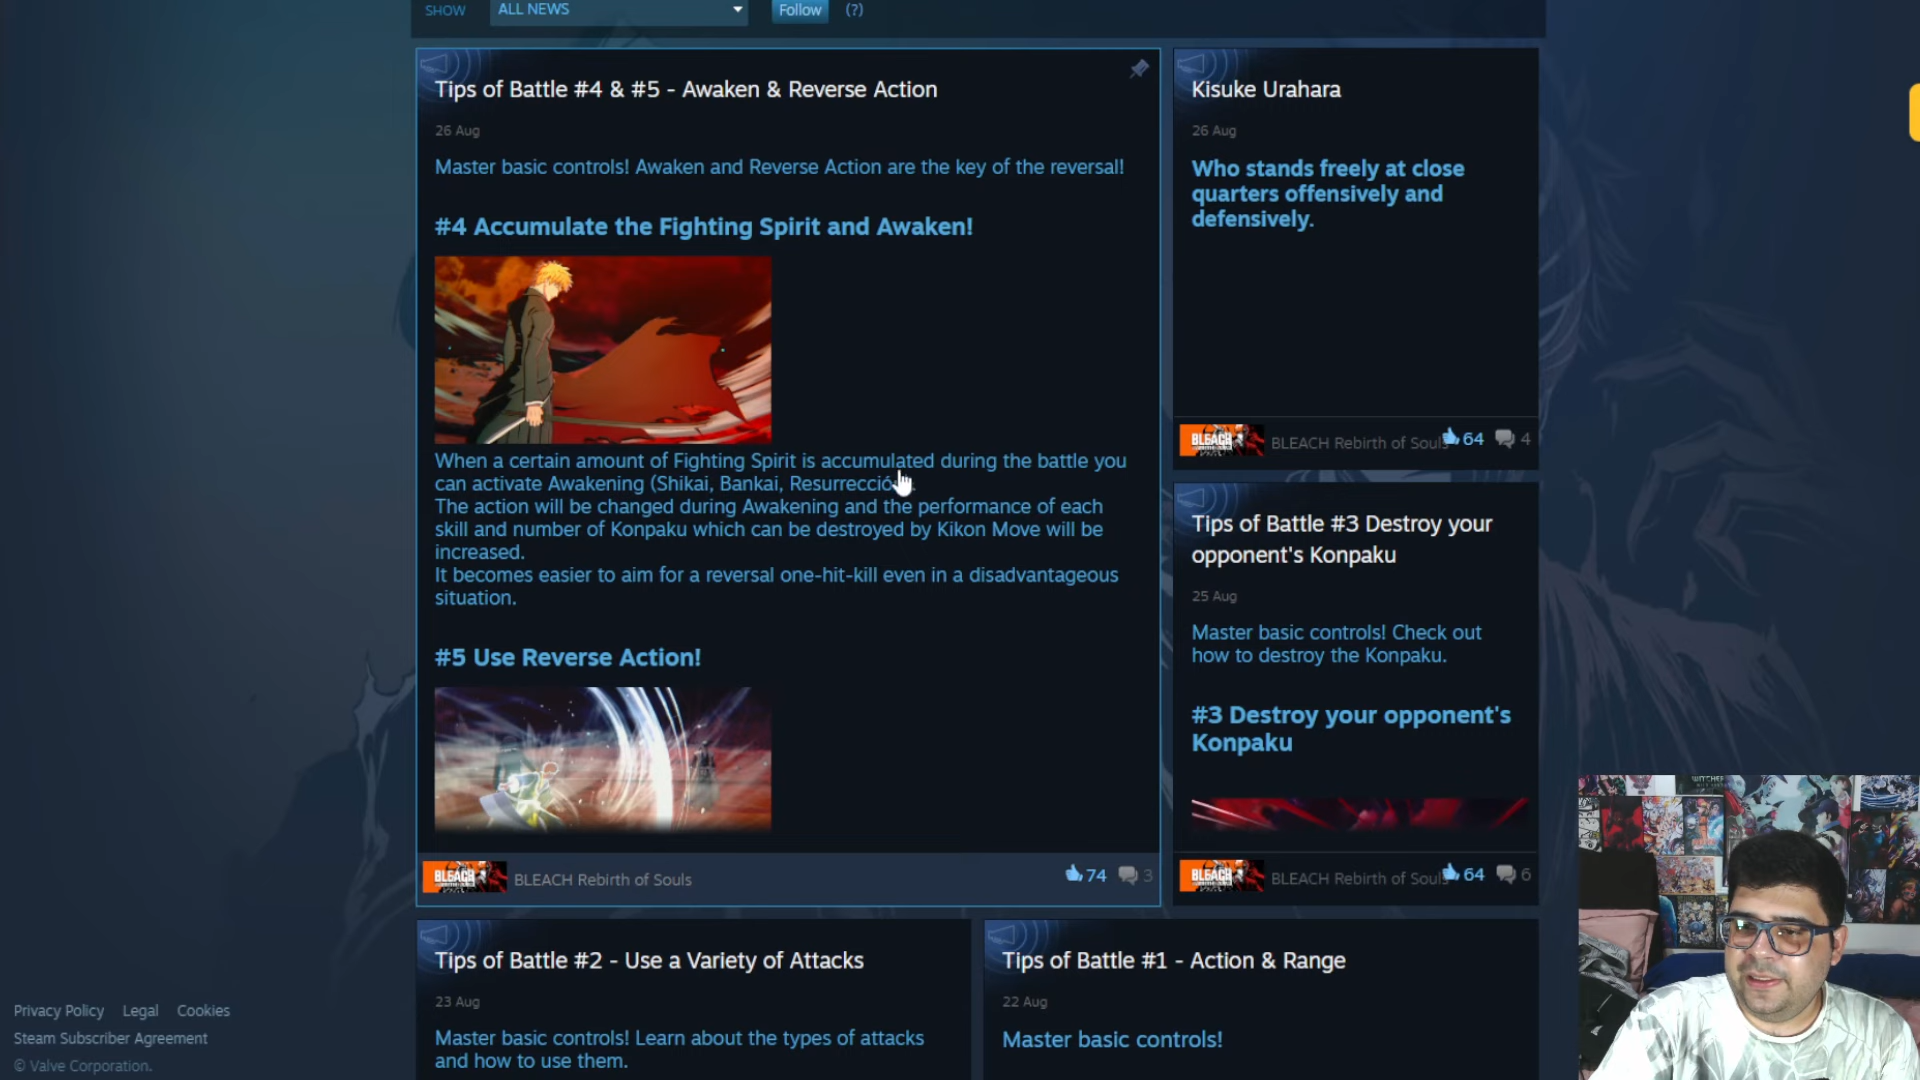 SHOW
ALL NEWS
Follow
(?)
Tips of Battle #4 & #5 - Awaken & Reverse Action
26 Aug
Master basic controls! Awaken and Reverse Action are the key of the reversal!
#4 Accumulate the Fighting Spirit and Awaken!
When a certain amount of Fighting Spirit is accumulated during the battle you
can activate Awakening (Shikai, Bankai,
The action will be changed during Awakening and the performance of each
skill and number of Konpaku which can be destroyed by Kikon Move will be
increased.
It becomes easier to aim for a reversal one-hit-kill even in a disadvantageous
situation.
#5 Use Reverse Action!
BLEACH
BLEACH Rebirth of Souls
74
3
Kisuke Urahara
26 Aug
Who stands freely at close
quarters offensively and
defensively.
BLEACH
BLEACH Rebirth of Souls
64
4
Tips of Battle #3 Destroy your
opponent's Konpaku
25 Aug
Master basic controls! Check out
how to destroy the Konpaku.
#3 Destroy your opponent's
Konpaku
BLEACH
BLEACH Rebirth of Souls
64
6
Tips of Battle #2 - Use a Variety of Attacks
23 Aug
Master basic controls! Learn about the types of attacks
and how to use them.
Tips of Battle #1 - Action & Range
22 Aug
Master basic controls!
Privacy Policy
Legal
Cookies
Steam Subscriber Agreement
© Valve Corporation.
WITCHER